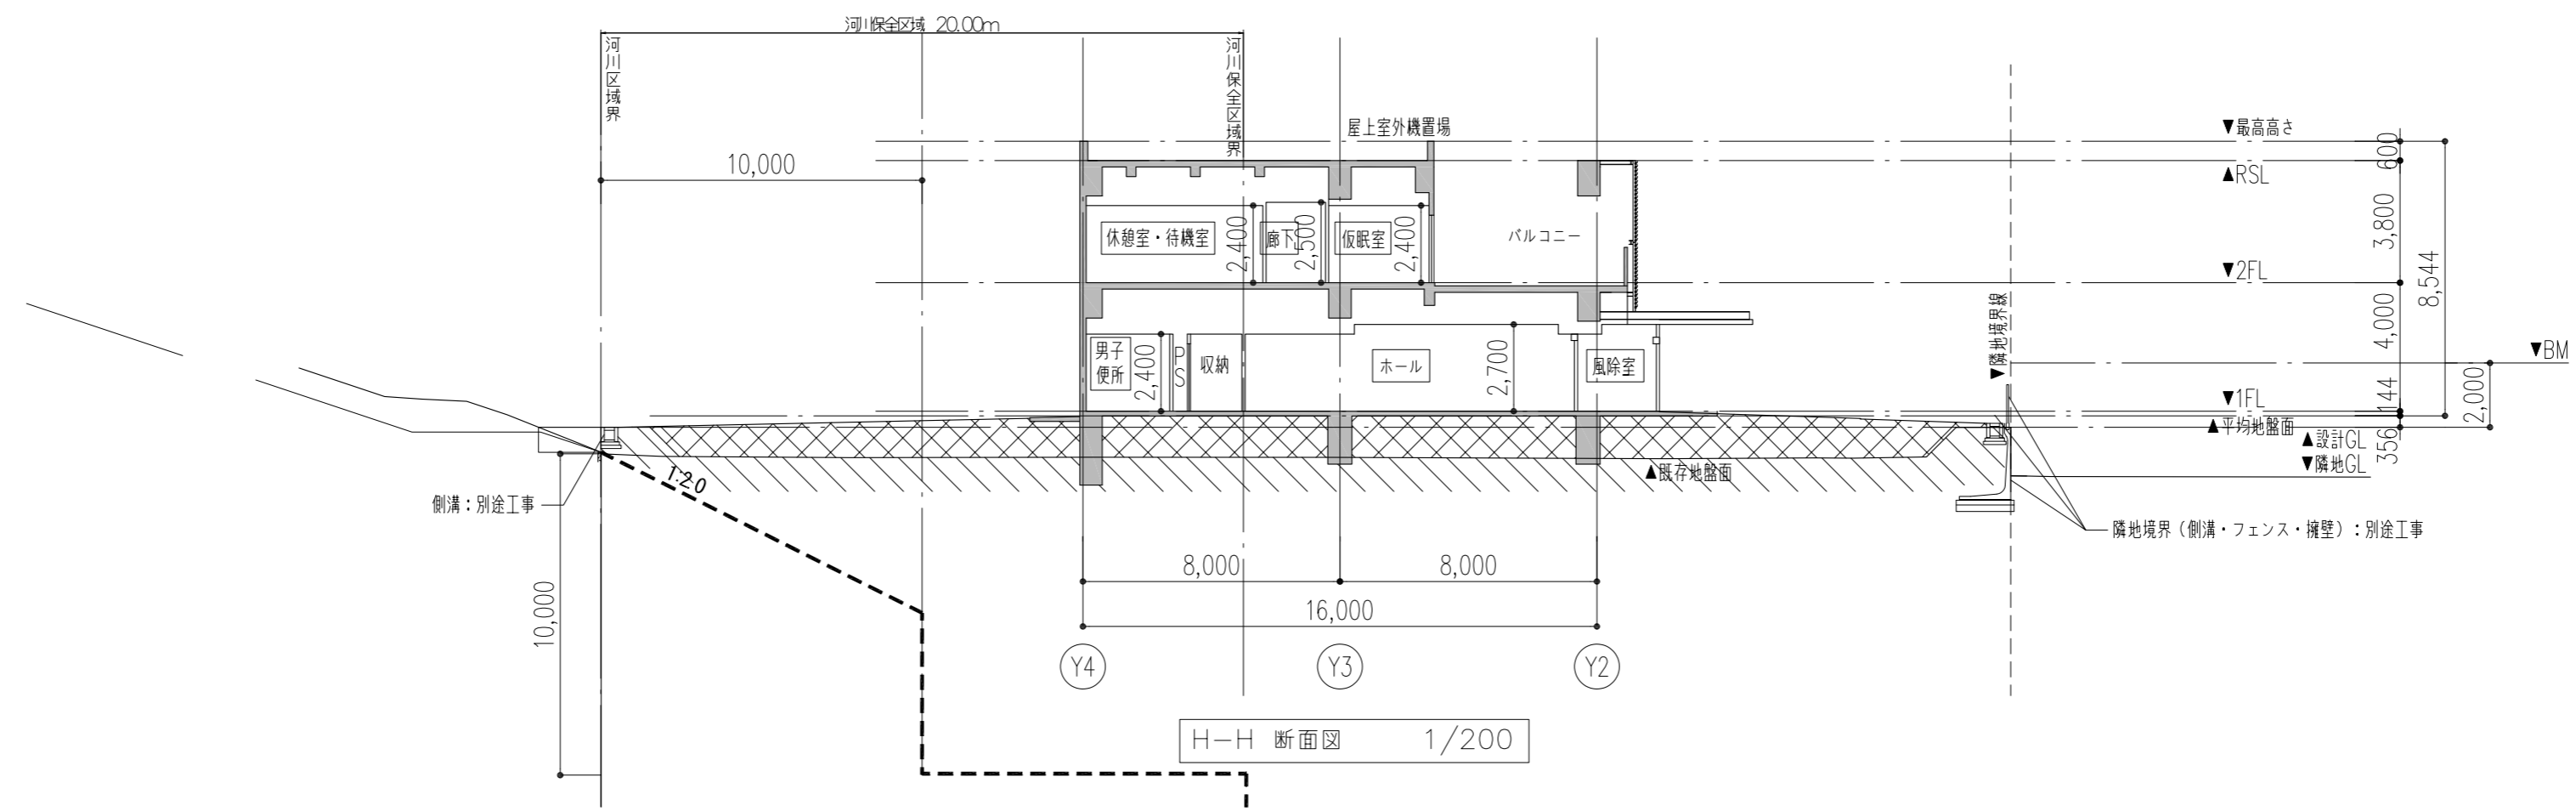 河川保全区域 20.00m
河川区域界
河川保全区域界
10,000
屋上室外機置場
▼最高高さ
600
▲RSL
3,800
8,544
休憩室・待機室
2,400
廊下
2,500
仮眠室
2,400
バルコニー
▼2FL
4,000
▼隣地境界線
▼BM
2,000
男子
便所
2,400
PS
収納
ホール
2,700
風除室
▼1FL
144
▲平均地盤面
356
▲設計GL
▼隣地GL
▲既存地盤面
1:2.0
側溝：別途工事
隣地境界（側溝・フェンス・擁壁）：別途工事
10,000
8,000
8,000
16,000
Y4
Y3
Y2
H−H 断面図 1/200